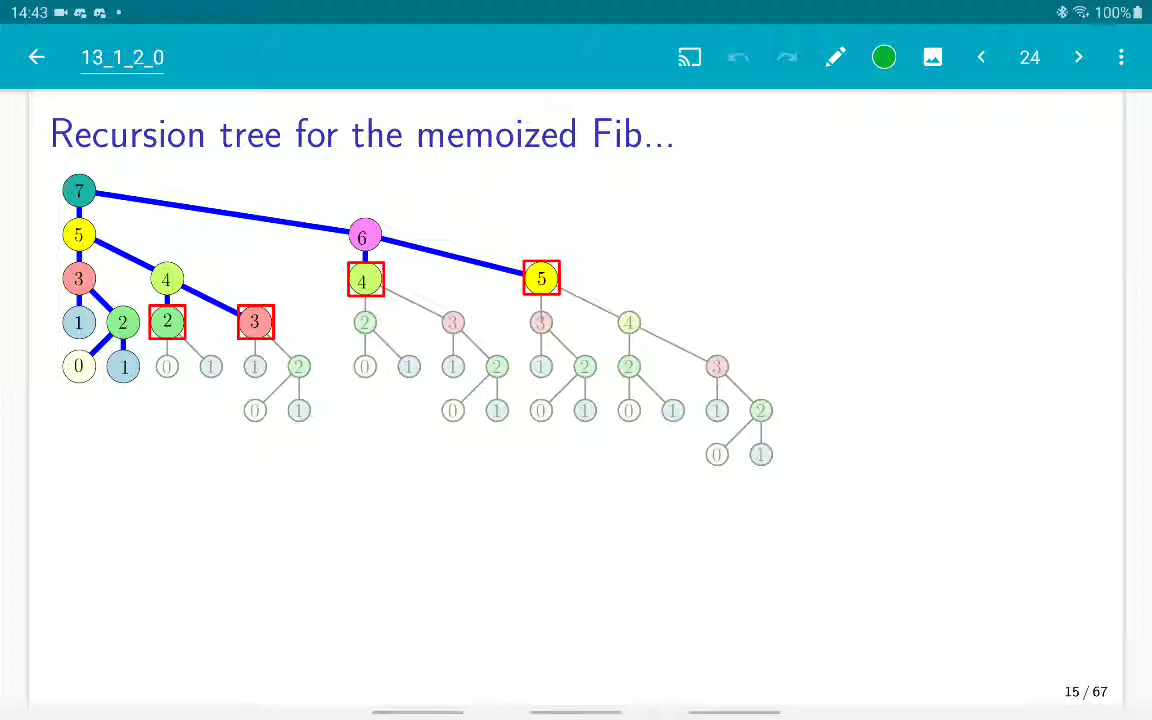 14:43 100%
13_1_2_0 24
Recursion tree for the memoized Fib...
7
5 6
3 4 4 5
1 2 2 3 2 3 3 4
0 1 0 1 1 2 0 1 1 2 1 2 2 3
0 1 0 1 0 1 0 1 1 2
0 1
15 / 67